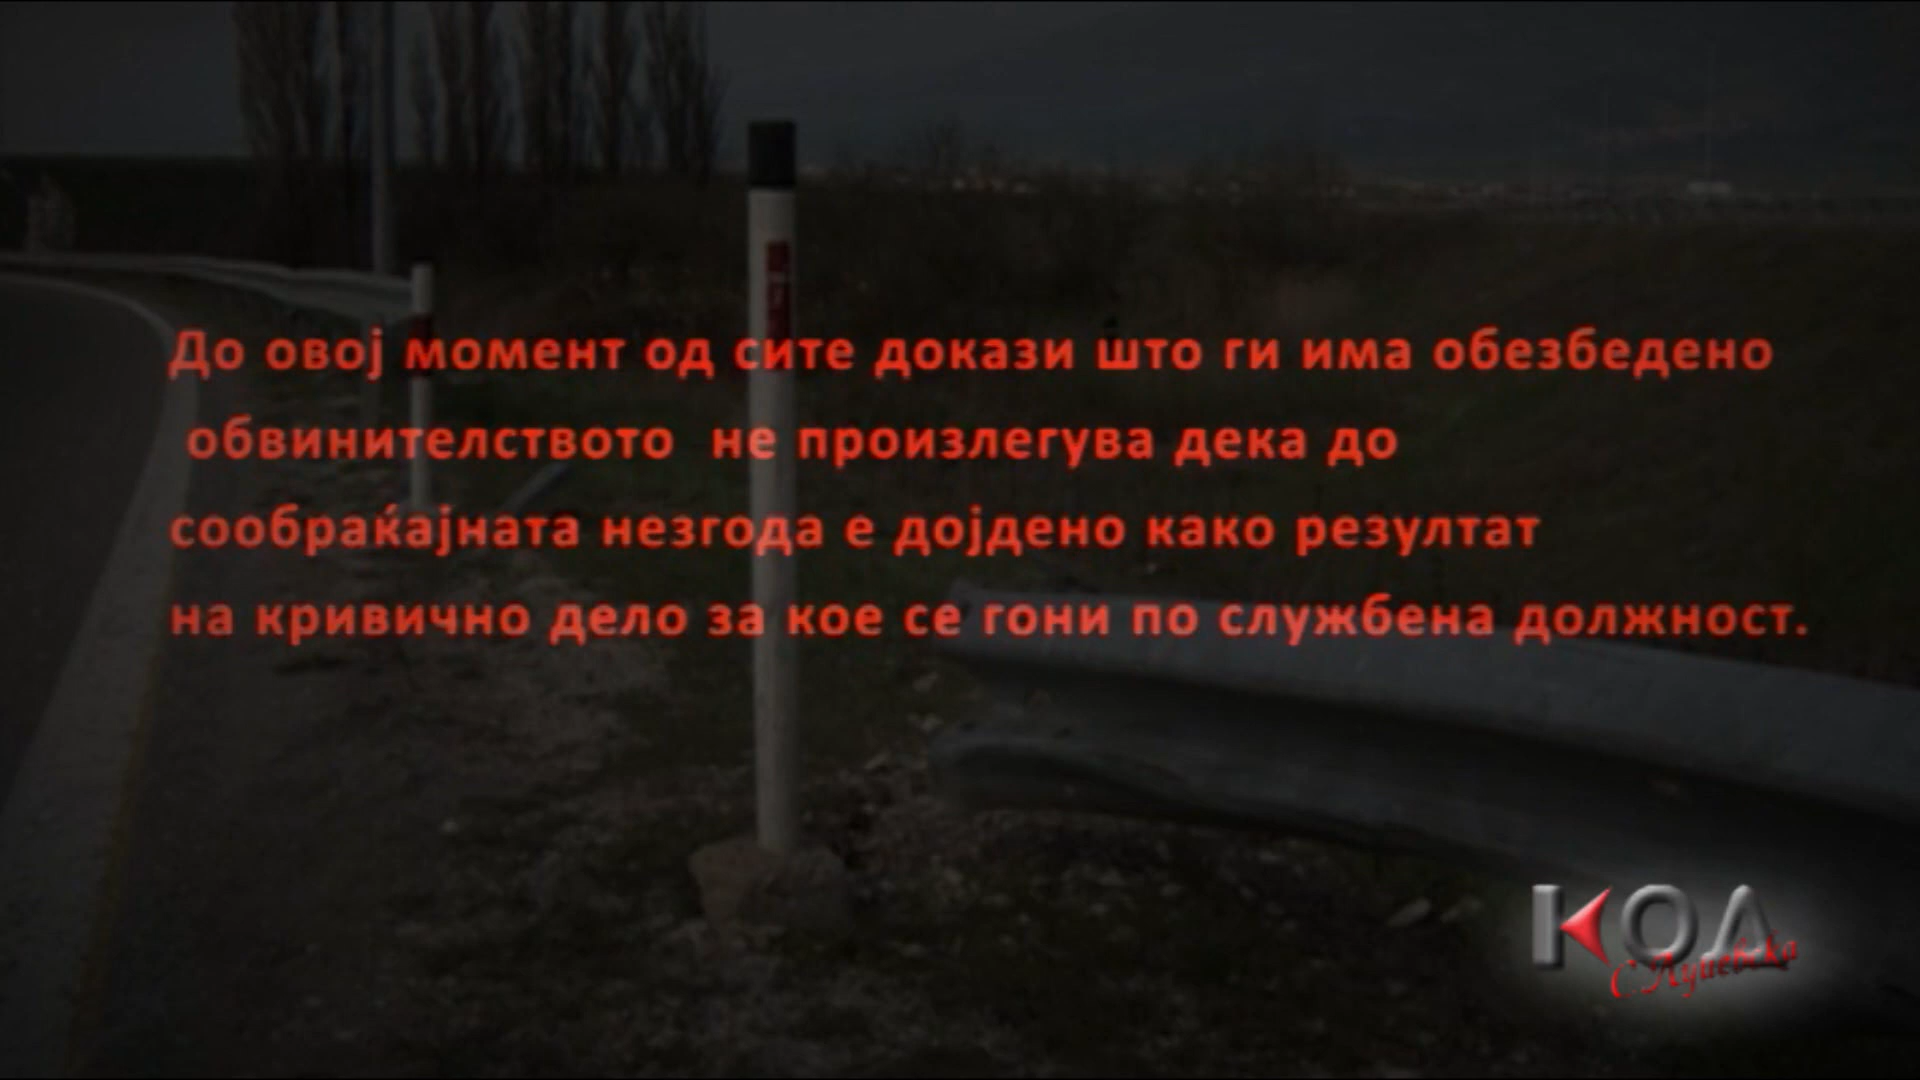 До овој момент од сите докази што ги има обезбедено
обвинителството не произлегува дека до
сообраќајната незгода е дојдено како резултат
на кривично дело за кое се гони по службена должност.
КОД